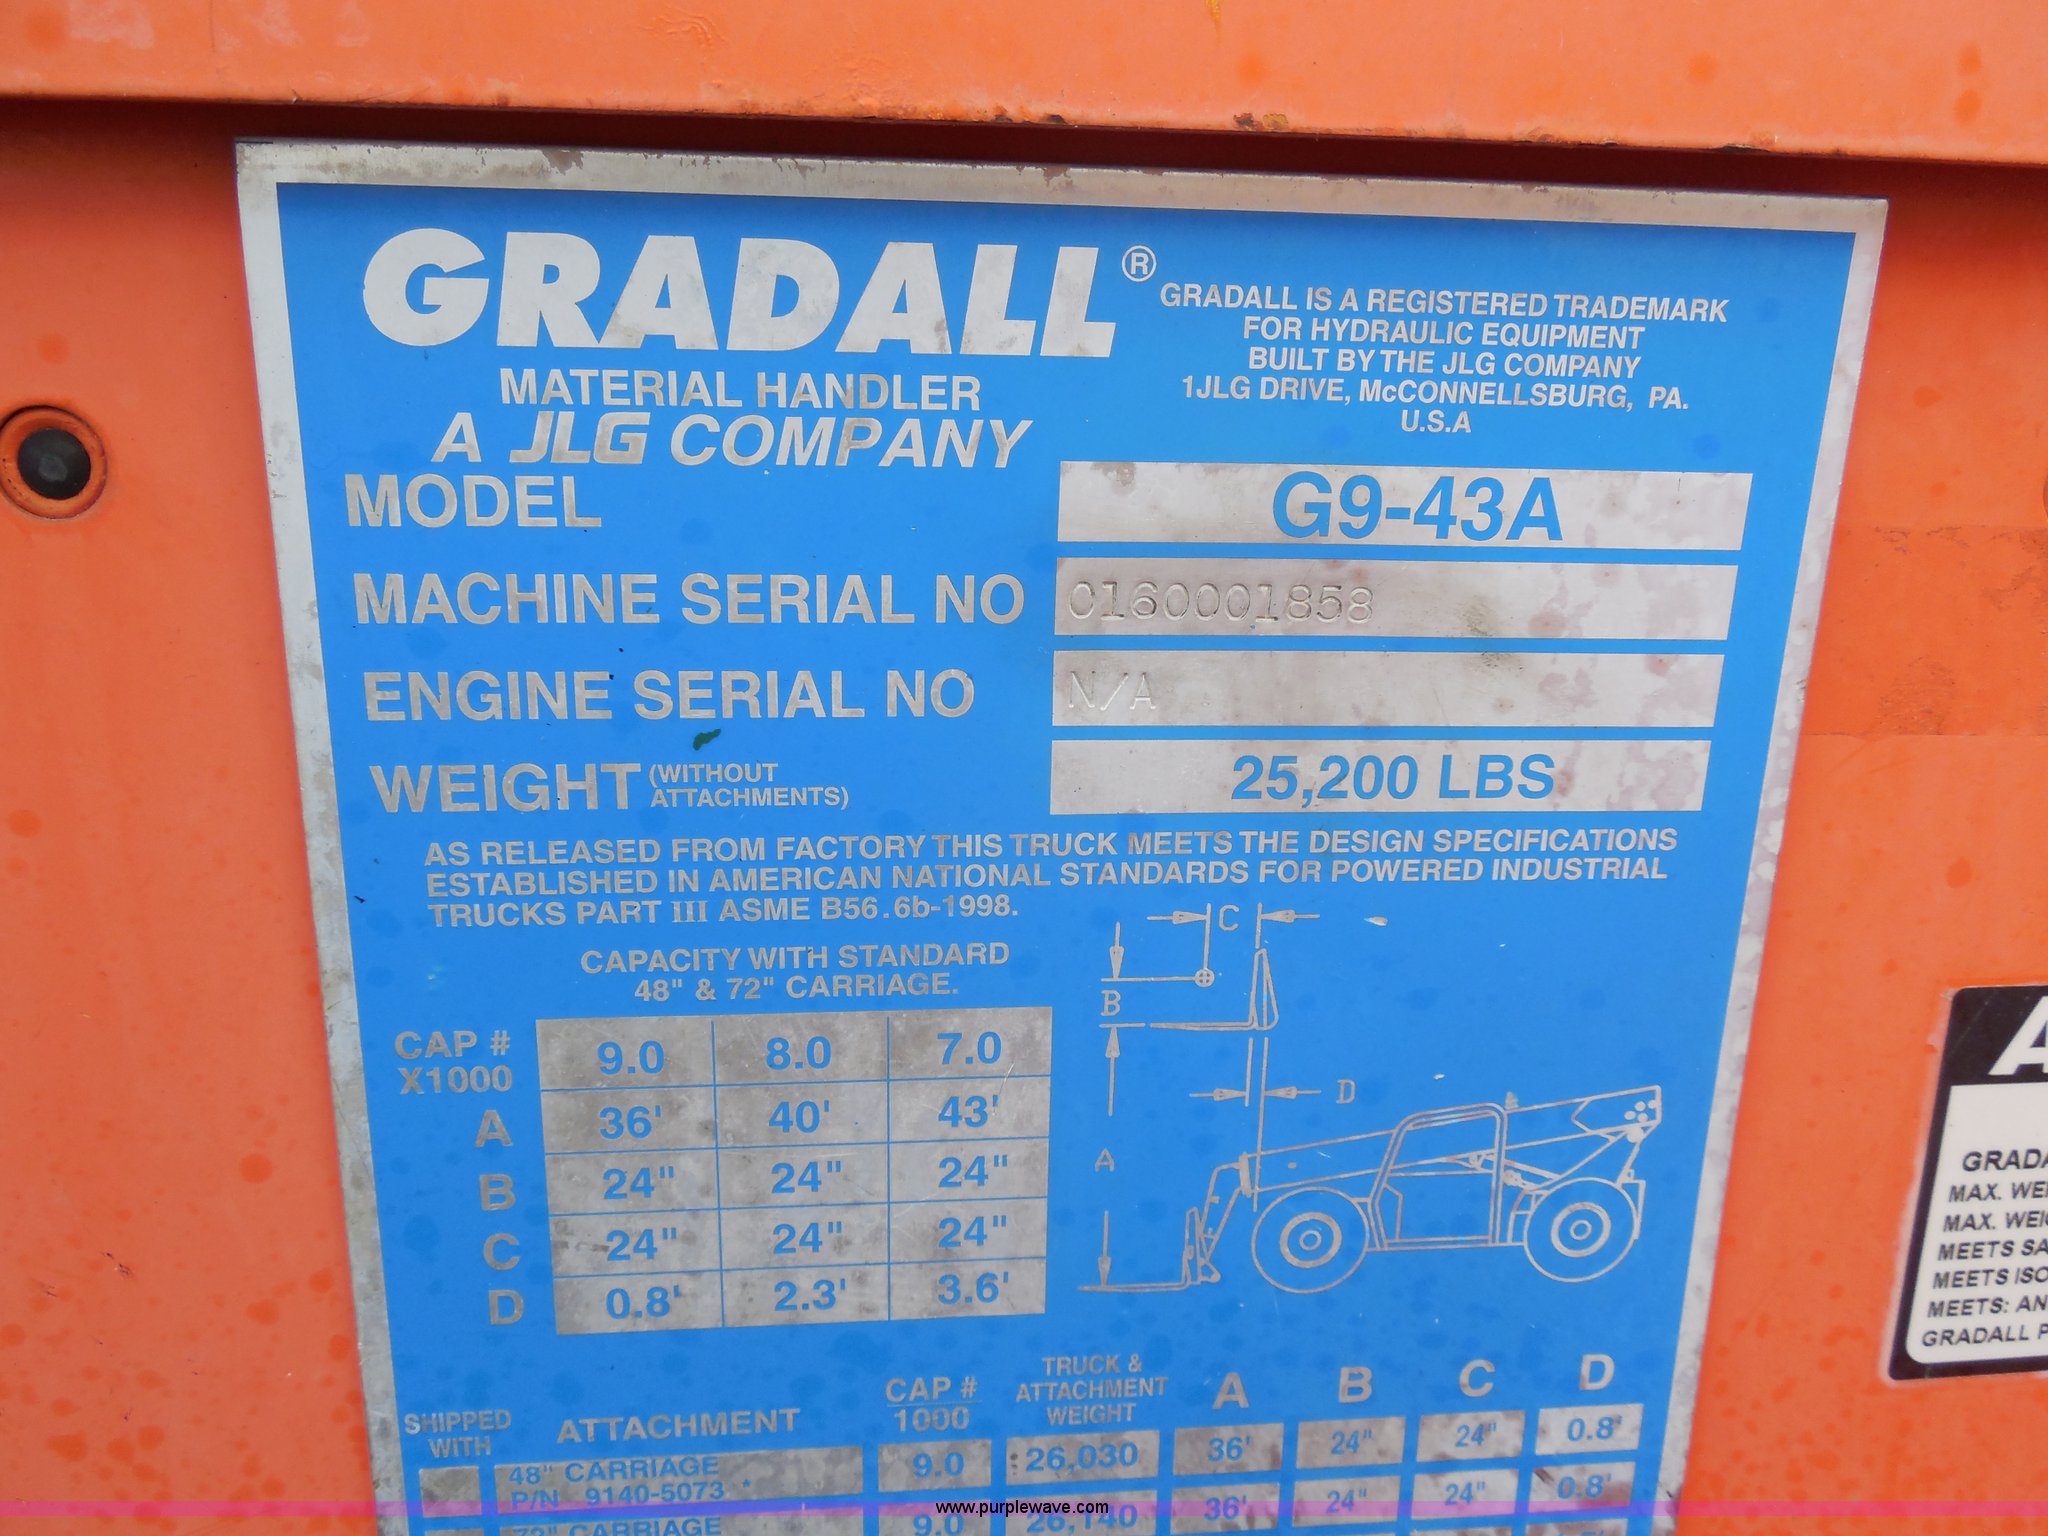 GRADALL®
MATERIAL HANDLER
A JLG COMPANY
GRADALL IS A REGISTERED TRADEMARK
FOR HYDRAULIC EQUIPMENT
BUILT BY THE JLG COMPANY
1JLG DRIVE, McCONNELLSBURG, PA.
U.S.A
MODEL G9-43A
MACHINE SERIAL NO 0160001858
ENGINE SERIAL NO N/A
WEIGHT (WITHOUT ATTACHMENTS) 25,200 LBS
AS RELEASED FROM FACTORY THIS TRUCK MEETS THE DESIGN SPECIFICATIONS
ESTABLISHED IN AMERICAN NATIONAL STANDARDS FOR POWERED INDUSTRIAL
TRUCKS PART III ASME B56.6b-1998.
CAPACITY WITH STANDARD
48" & 72" CARRIAGE.
CAP # X1000 9.0 8.0 7.0
A 36' 40' 43'
B 24" 24" 24"
C 24" 24" 24"
D 0.8' 2.3' 3.6'
C
B
D
A
SHIPPED WITH ATTACHMENT CAP # 1000 TRUCK & ATTACHMENT WEIGHT A B C D
48" CARRIAGE P/N 9140-5073 * 9.0 26,030 36' 24" 24" 0.8'
72" CARRIAGE 9.0 26,140 36' 24" 24" 0.8'
A
GRADA
MAX. WEI
MAX. WEIG
MEETS SA
MEETS ISO
MEETS: AN
GRADALL P
www.purplewave.com